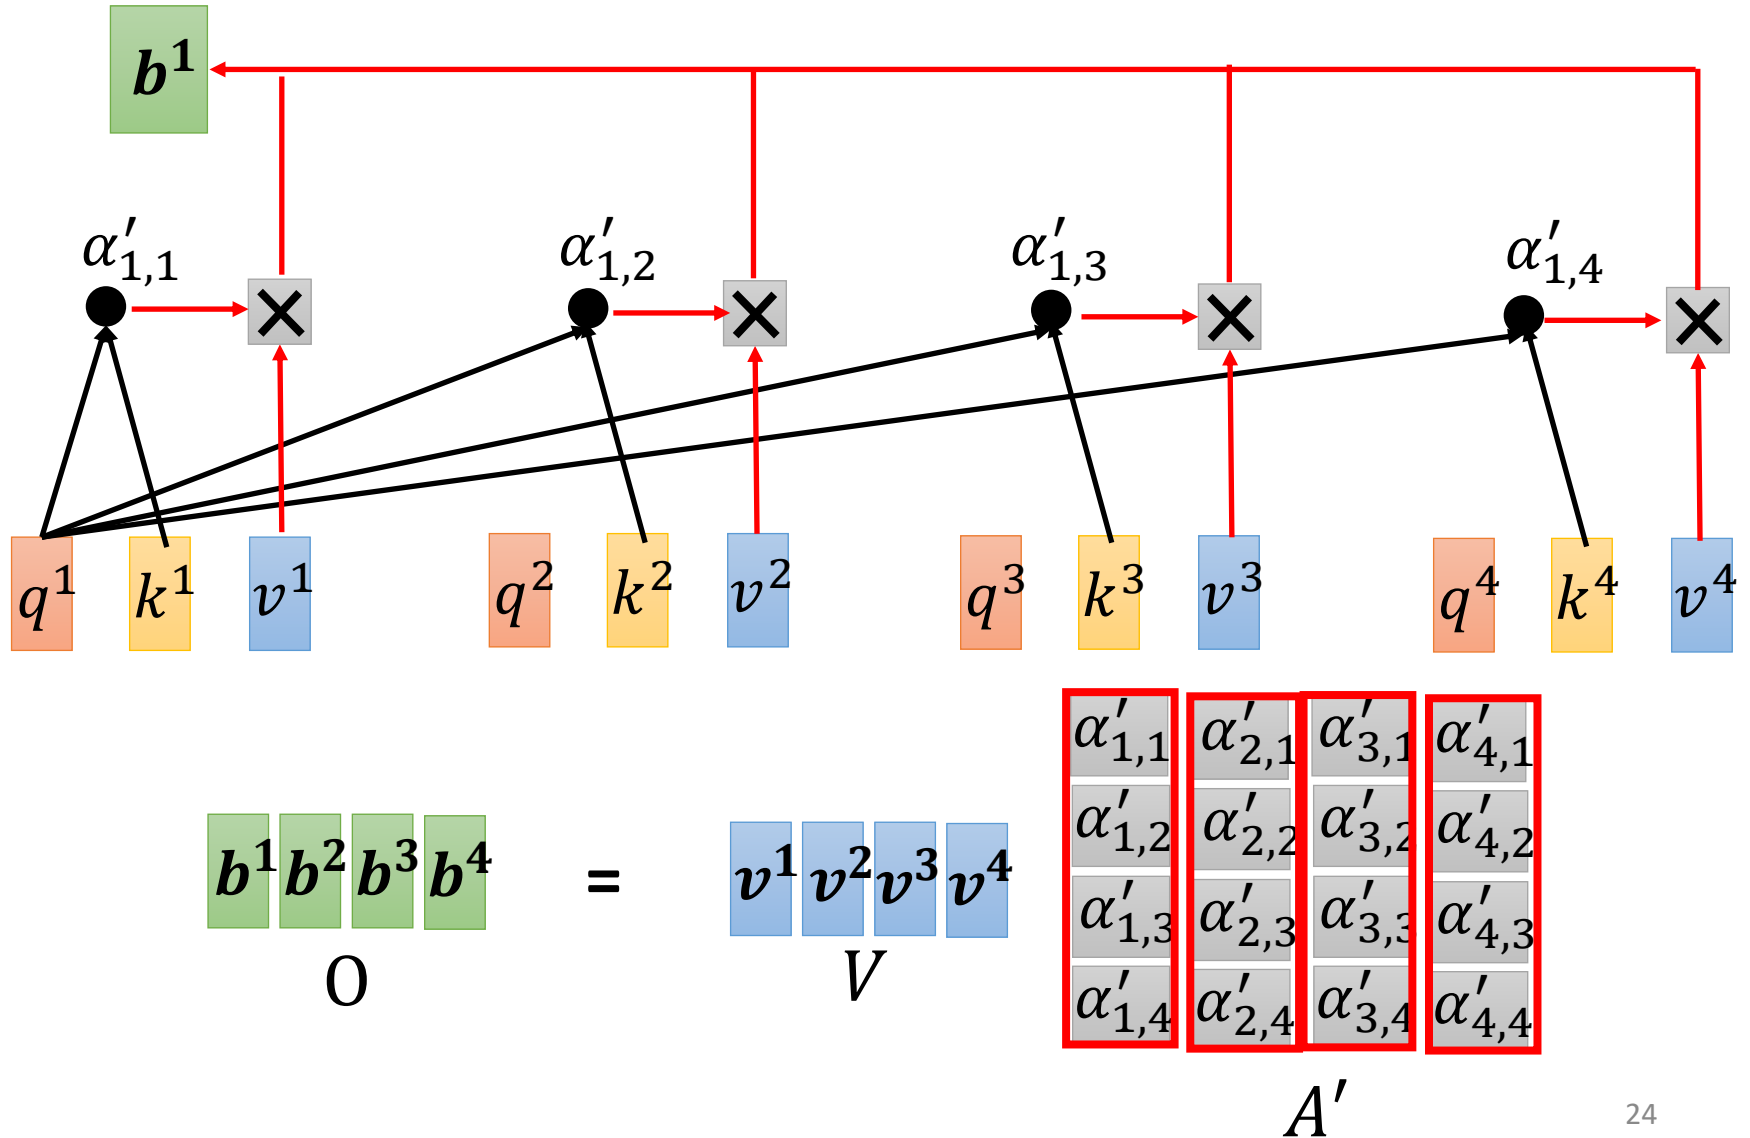 b¹
α′₁,₁ α′₁,₂ α′₁,₃ α′₁,₄
× × × ×
q¹ k¹ v¹ q² k² v² q³ k³ v³ q⁴ k⁴ v⁴
α′₁,₁ α′₂,₁ α′₃,₁ α′₄,₁
α′₁,₂ α′₂,₂ α′₃,₂ α′₄,₂
b¹ b² b³ b⁴ = v¹ v² v³ v⁴
α′₁,₃ α′₂,₃ α′₃,₃ α′₄,₃
O V
α′₁,₄ α′₂,₄ α′₃,₄ α′₄,₄
A′
24